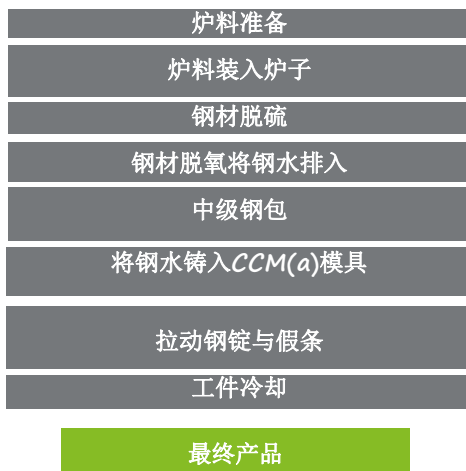 炉料准备
炉料装入炉子
钢材脱硫
钢材脱氧将钢水排入
中级钢包
将钢水铸入CCM(a)模具
拉动钢锭与假条
工件冷却
最终产品